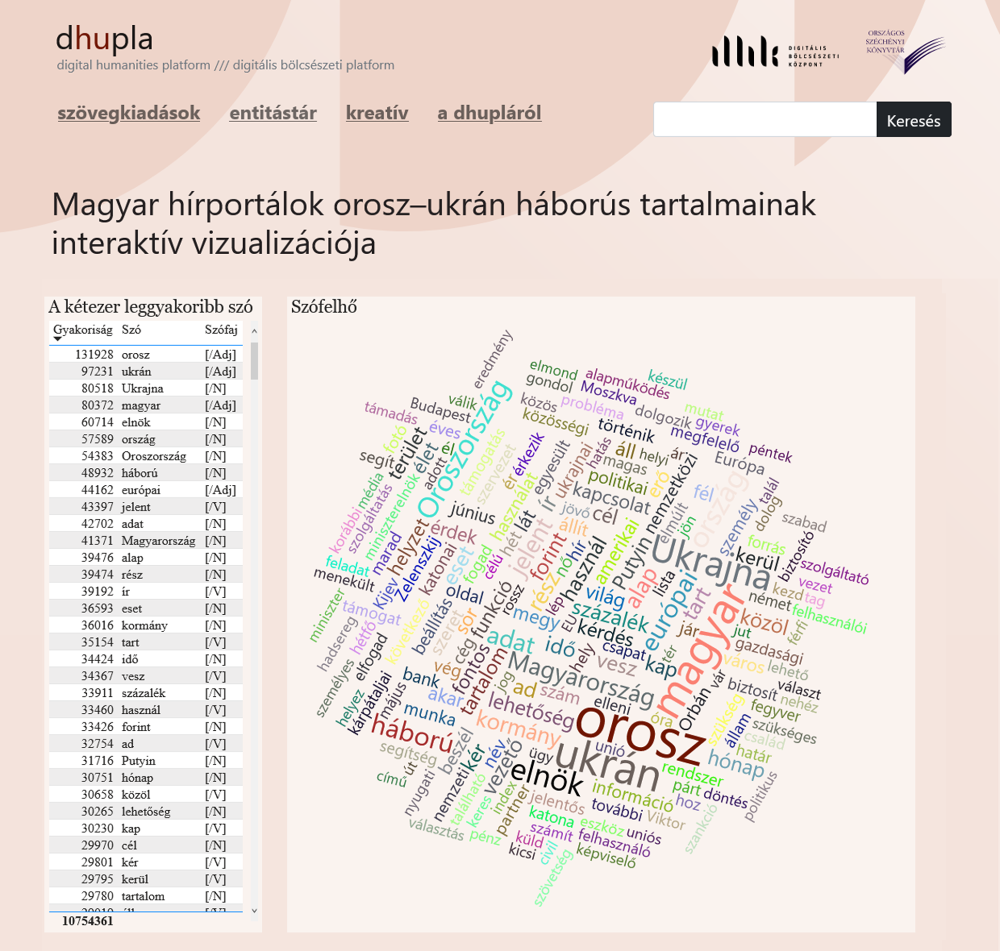 dhupla
digital humanities platform /// digitális bölcsészeti platform
DIGITÁLIS
BÖLCSÉSZETI
KÖZPONT
ORSZÁGOS
SZÉCHÉNYI
KÖNYVTÁR
szövegkiadások entitástár kreatív a dhupláról
Keresés
Magyar hírportálok orosz–ukrán háborús tartalmainak
interaktív vizualizációja
A kétezer leggyakoribb szó
Gyakoriság Szó Szófaj
131928 orosz [/Adj]
97231 ukrán [/Adj]
80518 Ukrajna [/N]
80372 magyar [/Adj]
60714 elnök [/N]
57589 ország [/N]
54383 Oroszország [/N]
48932 háború [/N]
44162 európai [/Adj]
43397 jelent [/V]
42702 adat [/N]
41371 Magyarország [/N]
39476 alap [/N]
39474 rész [/N]
39192 ír [/V]
36593 eset [/N]
36016 kormány [/N]
35154 tart [/V]
34424 idő [/N]
34367 vesz [/V]
33911 százalék [/N]
33460 használ [/V]
33426 forint [/N]
32754 ad [/V]
31716 Putyin [/N]
30751 hónap [/N]
30658 közöl [/V]
30265 lehetőség [/N]
30230 kap [/V]
29970 cél [/N]
29801 kér [/V]
29795 kerül [/V]
29780 tartalom [/N]
10754361
Szófelhő
eredmény
elmond
alapműködés
készül
gondol
Moszkva
válik
Budapest
támadás
éves
Oroszország
közös
probléma
dolgozik
mutat
gyerek
közösségi
történik
megfelelő
péntek
fotó
terület
élet
él
adott
segít
támogatás
szervezet
ér
érkezik
egyesült
ukrajnai
hatás
áll
helyi
ár
magas
Európa
politikai
erő
nemzetközi
fél
ország
talál
média
szolgáltatás
miniszterelnök
korábbi
június
használat
ír
kapcsolat
jövő
cél
elmúlt
jön
személy
dolog
szabad
helyzet
érdek
hét
lát
jelent
állít
amerikai
Putyin
Ukrajna
forrás
kerül
biztosító
szolgáltató
feladat
marad
Zelenszkij
katonai
eset
fogad
célú
forint
nő
hír
használ
menekült
Kijev
oldal
funkció
rossz
rész
lép
világ
alap
lista
európai
tart
magyar
kezd
vezet
tag
német
felhasználói
miniszter
támogat
hadsereg
hétfő
következő
beállítás
szeret
sor
megy
EU
százalék
kérdés
jár
közöl
jut
férfi
személyes
elfogad
cég
adat
idő
hely
csapat
tér
kap
vesz
gazdasági
város
lehető
helyez
kárpátaljai
május
bank
vég
fontos
tartalom
jog
Magyarország
vár
biztosít
választ
nehéz
akar
ad
szám
elleni
Orbán
óra
munka
lehetőség
orosz
szükség
fegyver
állam
szükséges
család
háború
kormány
unió
határ
segítség
beszél
kér
név
vezető
ügy
ukrán
hónap
című
út
nyugati
nemzeti
elnök
rendszer
párt
döntés
politikus
található
index
keres
partner
információ
jelentős
további
hoz
Viktor
szankció
választás
pénz
katona
eszköz
uniós
számít
felhasználó
küld
kicsi
civil
képviselő
szövetség